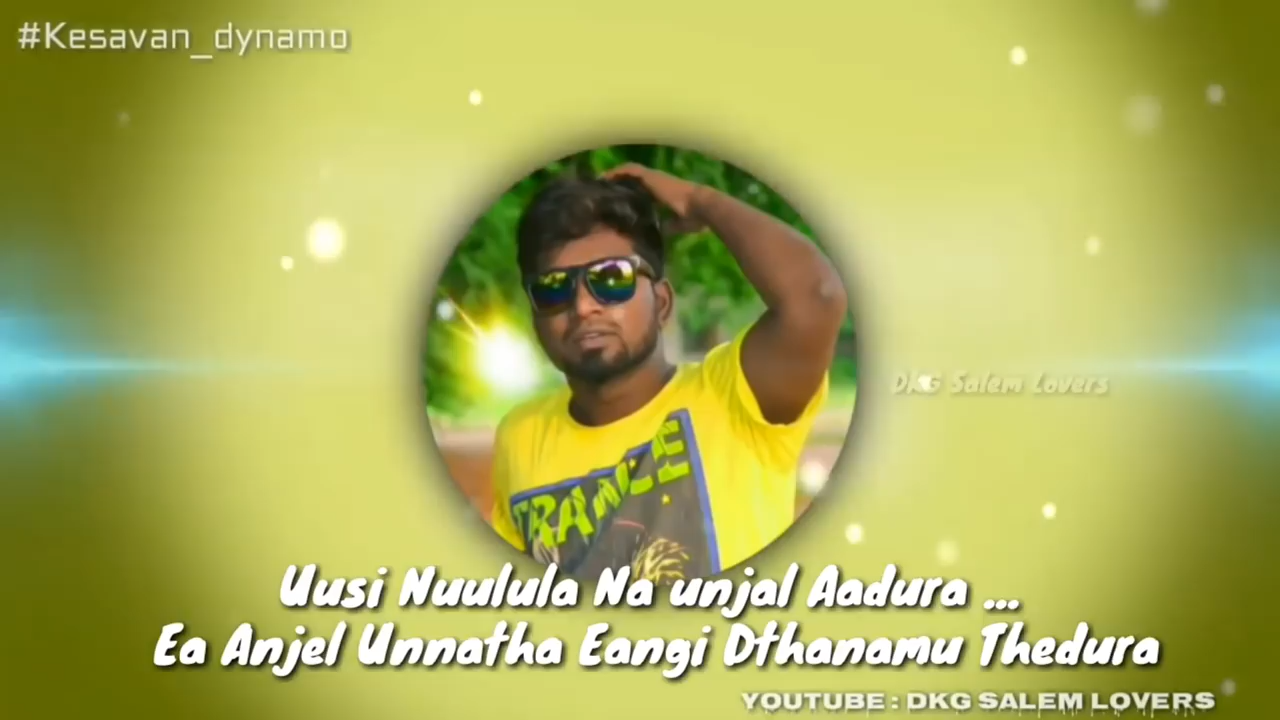 #Kesavan_dynamo
DKG Salem Lovers
TRANCE
Uusi Nuulula Na unjal Aadura ...
Ea Anjel Unnatha Eangi Dthanamu Thedura
YOUTUBE : DKG SALEM LOVERS